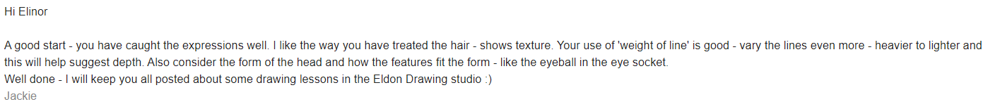 Hi Elinor
A good start - you have caught the expressions well. I like the way you have treated the hair - shows texture. Your use of 'weight of line' is good - vary the lines even more - heavier to lighter and
this will help suggest depth. Also consider the form of the head and how the features fit the form - like the eyeball in the eye socket.
Well done - I will keep you all posted about some drawing lessons in the Eldon Drawing studio :)
Jackie